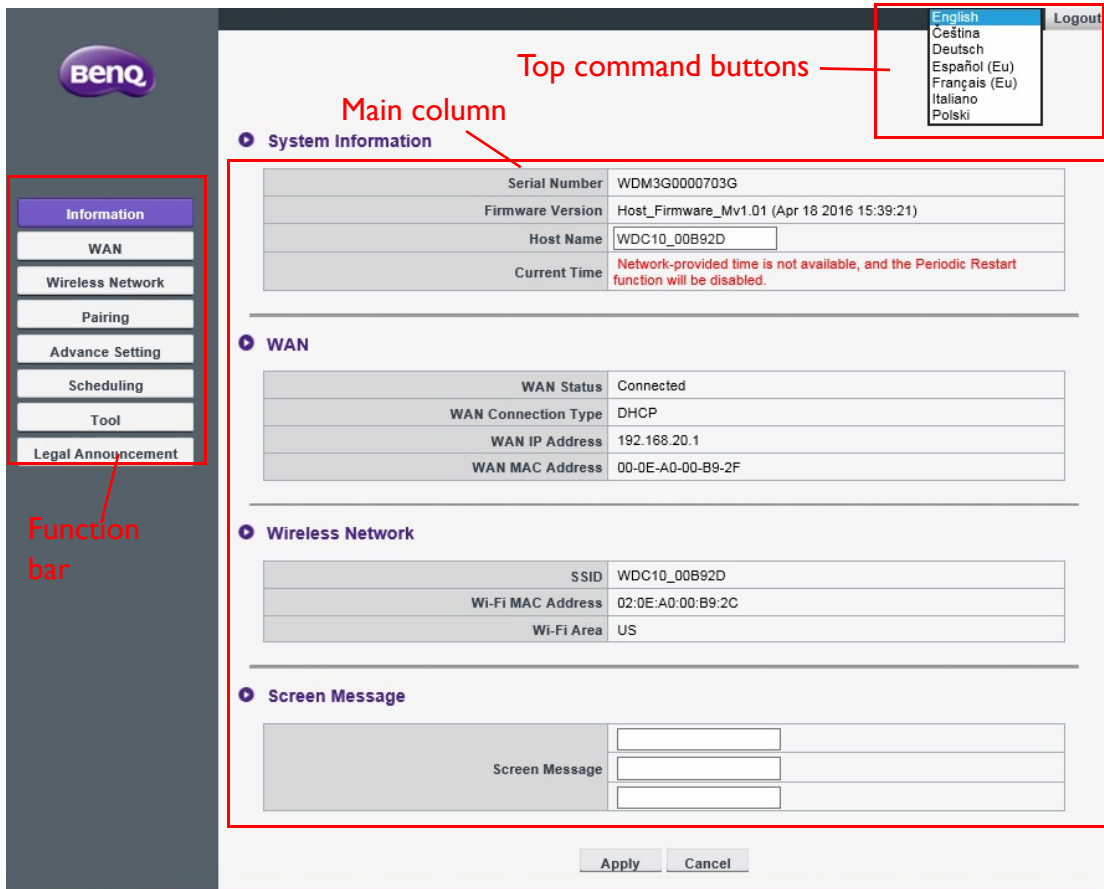 English
Logout
Čeština
Deutsch
Español (Eu)
Français (Eu)
Italiano
Polski
BenQ
Top command buttons
Main column
System Information
Serial Number WDM3G0000703G
Firmware Version Host_Firmware_Mv1.01 (Apr 18 2016 15:39:21)
Host Name WDC10_00B92D
Current Time Network-provided time is not available, and the Periodic Restart
function will be disabled.
Information
WAN
Wireless Network
Pairing
Advance Setting
Scheduling
Tool
Legal Announcement
Function
bar
WAN
WAN Status Connected
WAN Connection Type DHCP
WAN IP Address 192.168.20.1
WAN MAC Address 00-0E-A0-00-B9-2F
Wireless Network
SSID WDC10_00B92D
Wi-Fi MAC Address 02:0E:A0:00:B9:2C
Wi-Fi Area US
Screen Message
Screen Message
Apply Cancel